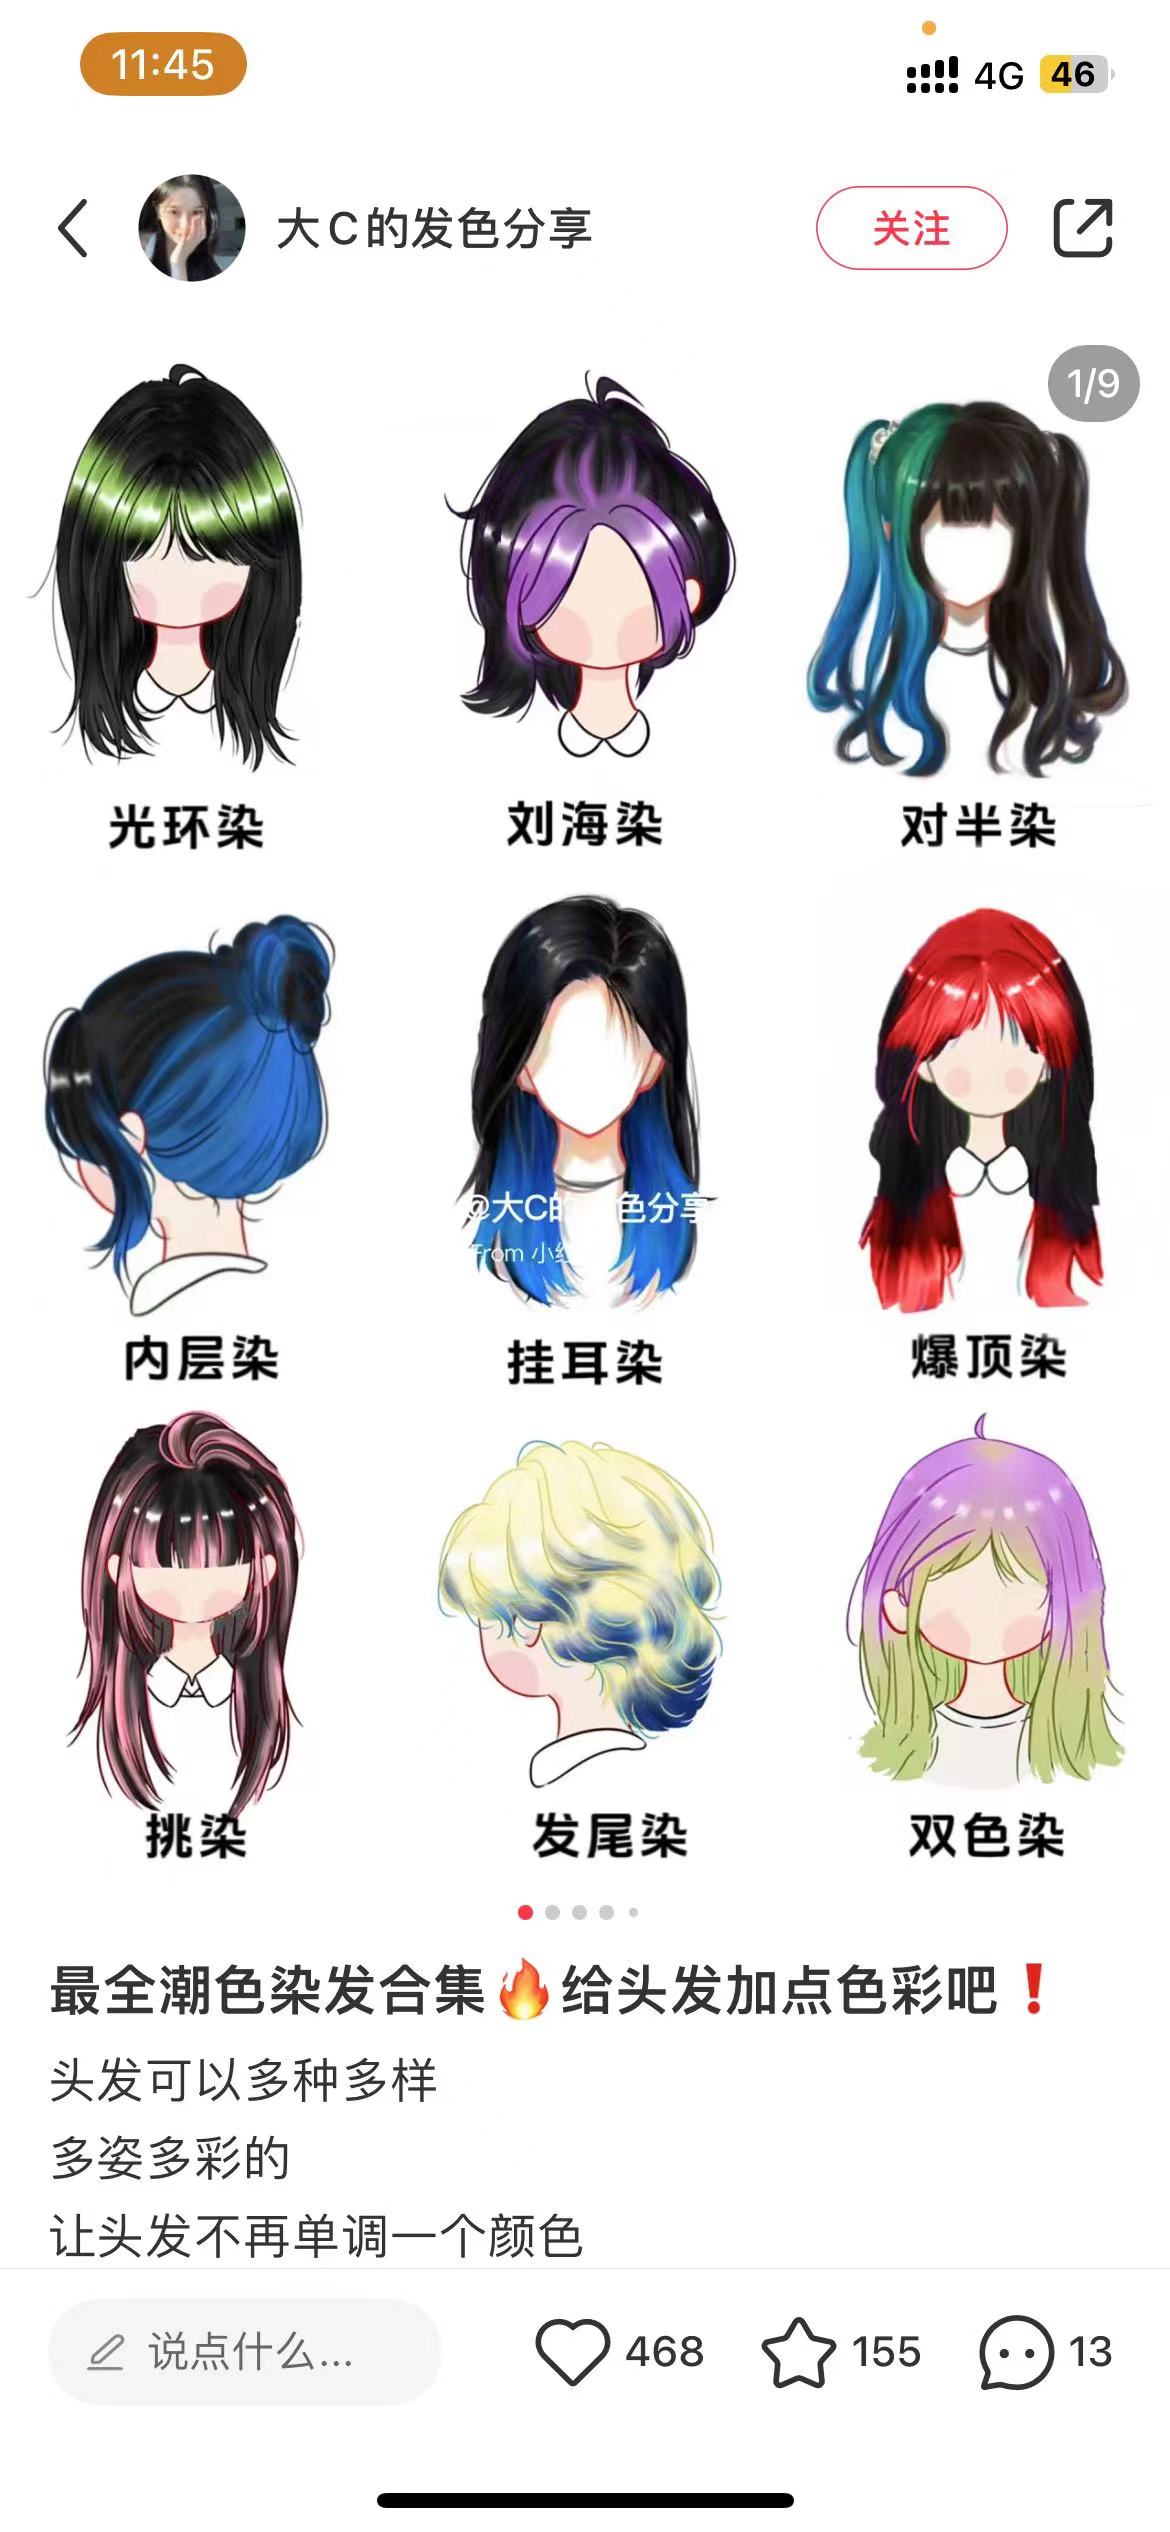 11:45
4G 46
大C的发色分享
关注
1/9
光环染
刘海染
对半染
@大C的 色分享
From 小红
内层染
挂耳染
爆顶染
挑染
发尾染
双色染
最全潮色染发合集🔥给头发加点色彩吧❗
头发可以多种多样
多姿多彩的
让头发不再单调一个颜色
说点什么...
468
155
13